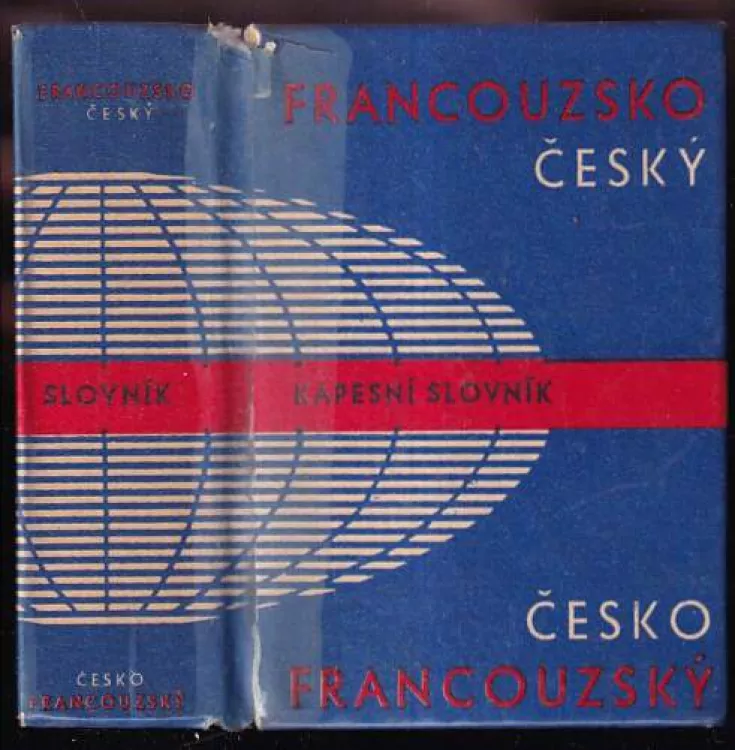 FRANCOUZSKO
ČESKÝ
SLOVNÍK
ČESKO
FRANCOUZSKÝ
FRANCOUZSKO
ČESKÝ
KAPESNÍ SLOVNÍK
ČESKO
FRANCOUZSKÝ